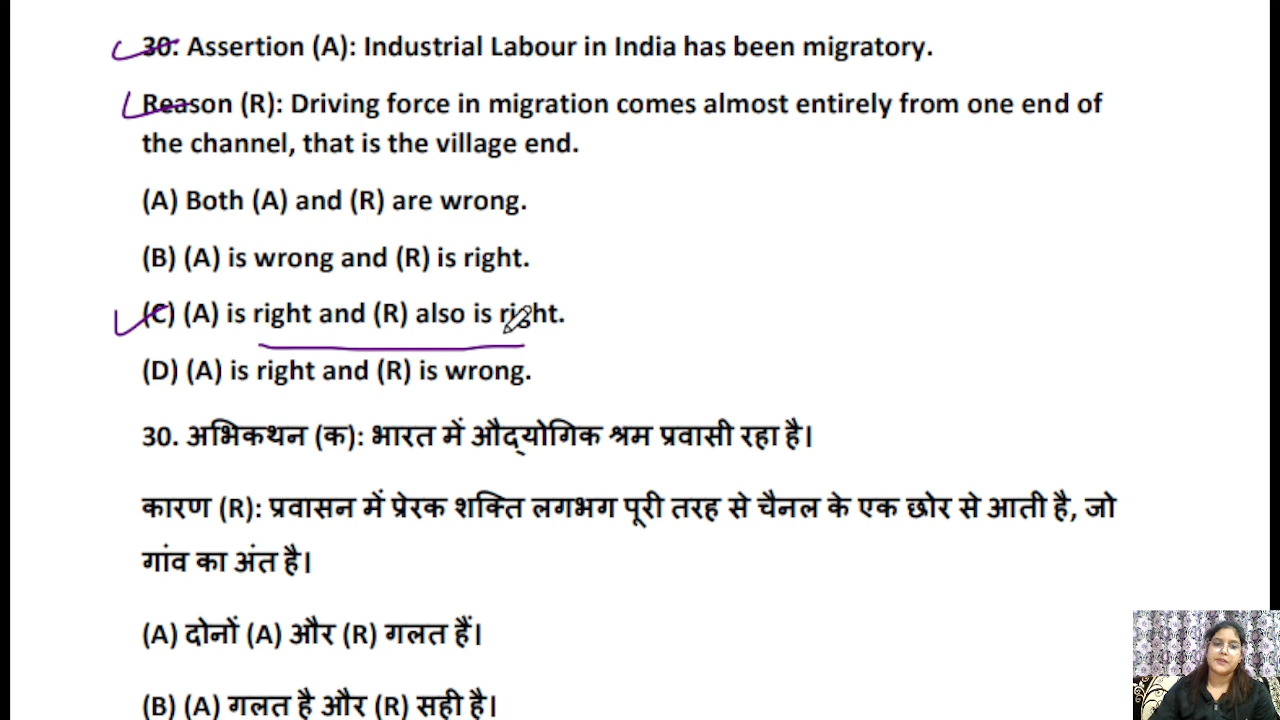 30. Assertion (A): Industrial Labour in India has been migratory.
Reason (R): Driving force in migration comes almost entirely from one end of
the channel, that is the village end.
(A) Both (A) and (R) are wrong.
(B) (A) is wrong and (R) is right.
(C) (A) is right and (R) also is right.
(D) (A) is right and (R) is wrong.
30. अभिकथन (क): भारत में औद्योगिक श्रम प्रवासी रहा है।
कारण (R): प्रवासन में प्रेरक शक्ति लगभग पूरी तरह से चैनल के एक छोर से आती है, जो
गांव का अंत है।
(A) दोनों (A) और (R) गलत हैं।
(B) (A) गलत है और (R) सही है।